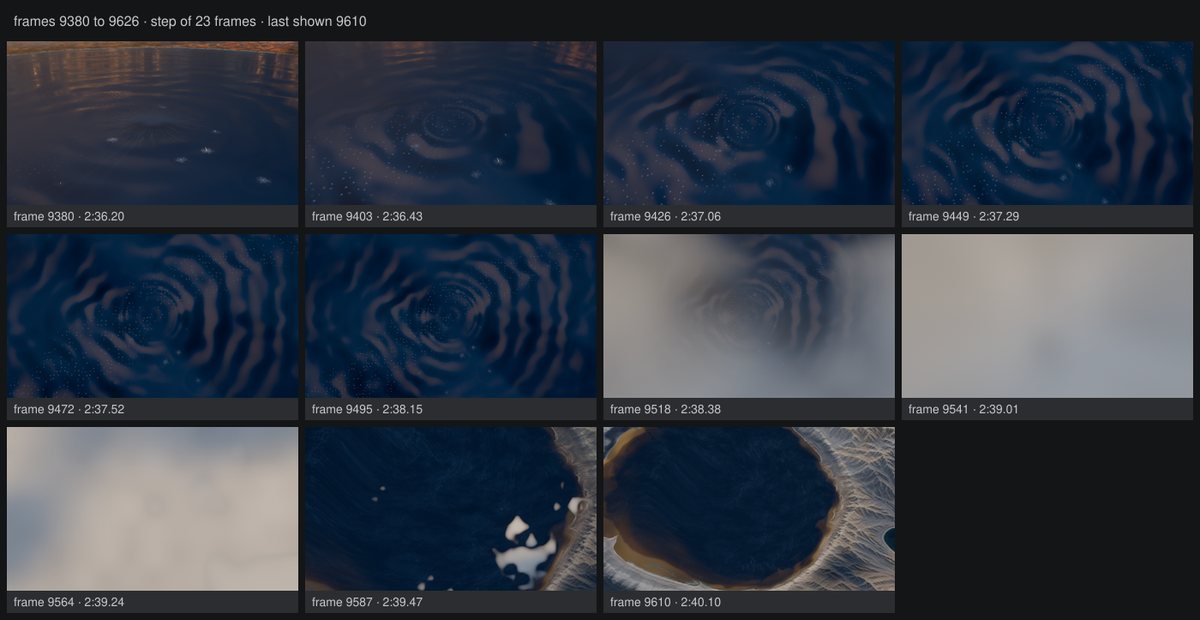 frames 9380 to 9626 · step of 23 frames · last shown 9610
frame 9380 · 2:36.20
frame 9403 · 2:36.43
frame 9426 · 2:37.06
frame 9449 · 2:37.29
frame 9472 · 2:37.52
frame 9495 · 2:38.15
frame 9518 · 2:38.38
frame 9541 · 2:39.01
frame 9564 · 2:39.24
frame 9587 · 2:39.47
frame 9610 · 2:40.10